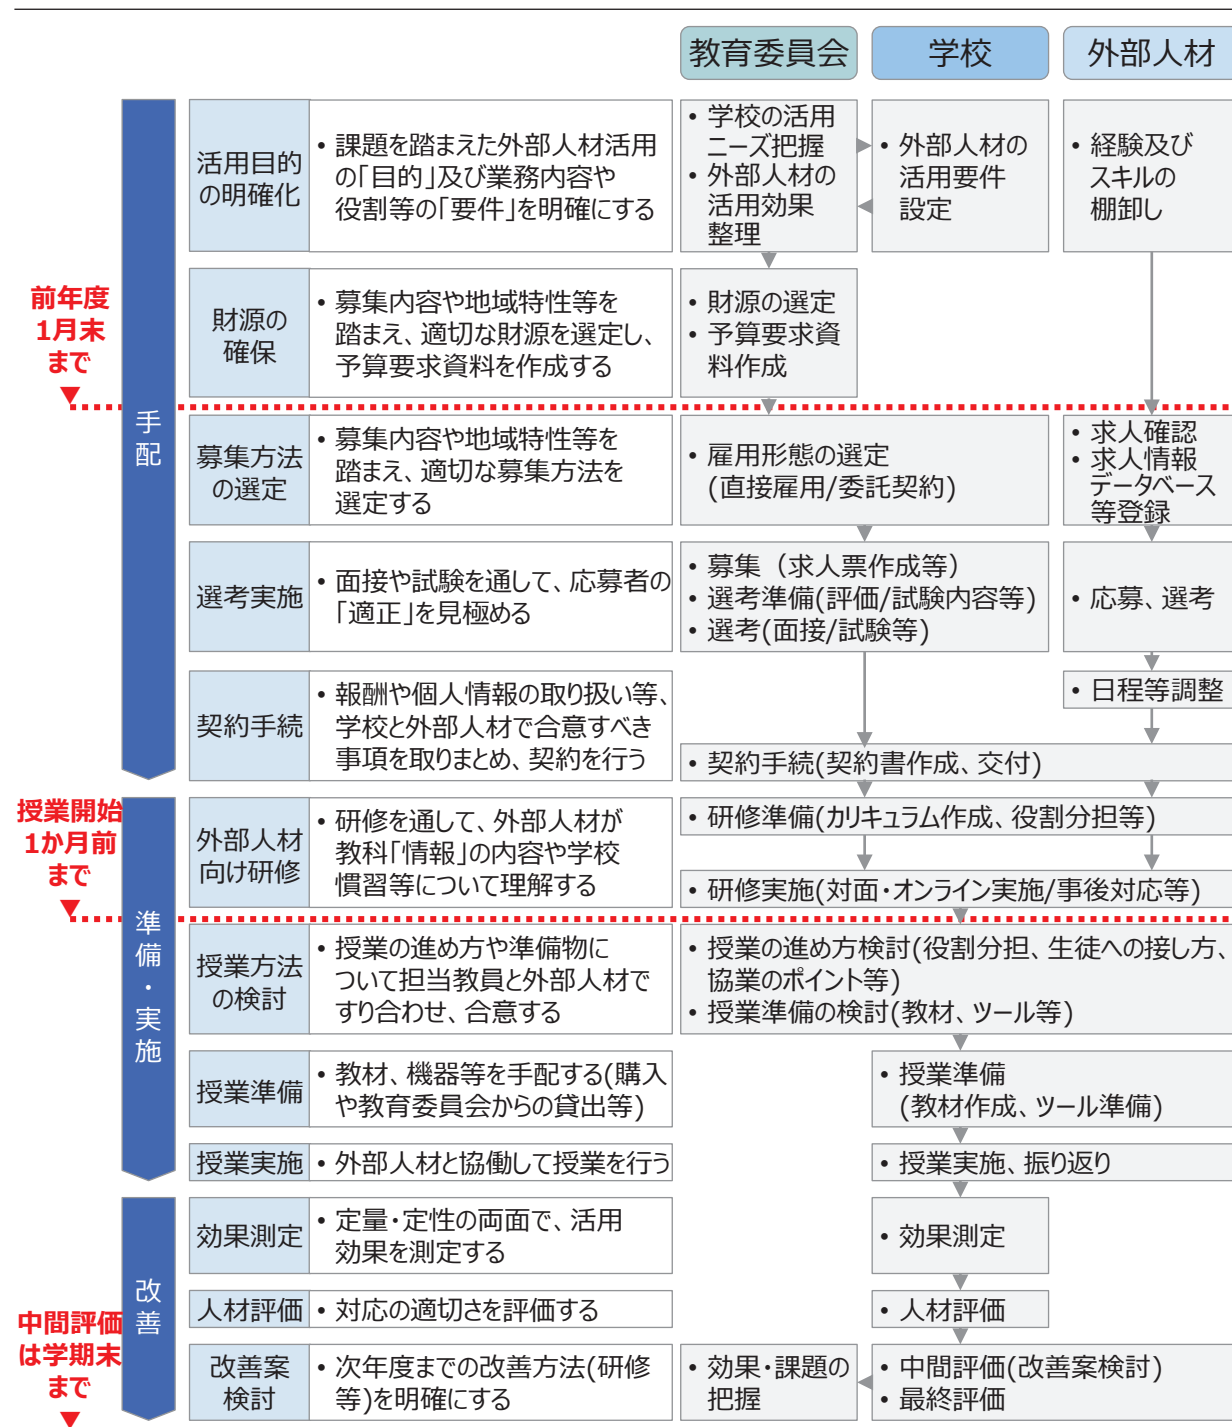 教育委員会
学校
外部人材
手配
活用目的
の明確化
• 課題を踏まえた外部人材活用
の「目的」及び業務内容や
役割等の「要件」を明確にする
• 学校の活用
ニーズ把握
• 外部人材の
活用効果
整理
• 外部人材の
活用要件
設定
• 経験及び
スキルの
棚卸し
前年度
1月末
まで
財源の
確保
• 募集内容や地域特性等を
踏まえ、適切な財源を選定し、
予算要求資料を作成する
• 財源の選定
• 予算要求資
料作成
募集方法
の選定
• 募集内容や地域特性等を
踏まえ、適切な募集方法を
選定する
• 雇用形態の選定
(直接雇用/委託契約)
• 求人確認
• 求人情報
データベース
等登録
選考実施
• 面接や試験を通して、応募者の
「適正」を見極める
• 募集（求人票作成等）
• 選考準備(評価/試験内容等)
• 選考(面接/試験等)
• 応募、選考
契約手続
• 報酬や個人情報の取り扱い等、
学校と外部人材で合意すべき
事項を取りまとめ、契約を行う
• 日程等調整
• 契約手続(契約書作成、交付)
授業開始
1か月前
まで
準備・実施
外部人材
向け研修
• 研修を通して、外部人材が
教科「情報」の内容や学校
慣習等について理解する
• 研修準備(カリキュラム作成、役割分担等)
• 研修実施(対面・オンライン実施/事後対応等)
授業方法
の検討
• 授業の進め方や準備物に
ついて担当教員と外部人材で
すり合わせ、合意する
• 授業の進め方検討(役割分担、生徒への接し方、
協業のポイント等)
• 授業準備の検討(教材、ツール等)
授業準備
• 教材、機器等を手配する(購入
や教育委員会からの貸出等)
• 授業準備
(教材作成、ツール準備)
授業実施
• 外部人材と協働して授業を行う
• 授業実施、振り返り
改善
効果測定
• 定量・定性の両面で、活用
効果を測定する
• 効果測定
人材評価
• 対応の適切さを評価する
• 人材評価
中間評価
は学期末
まで
改善案
検討
• 次年度までの改善方法(研修
等)を明確にする
• 効果・課題の
把握
• 中間評価(改善案検討)
• 最終評価